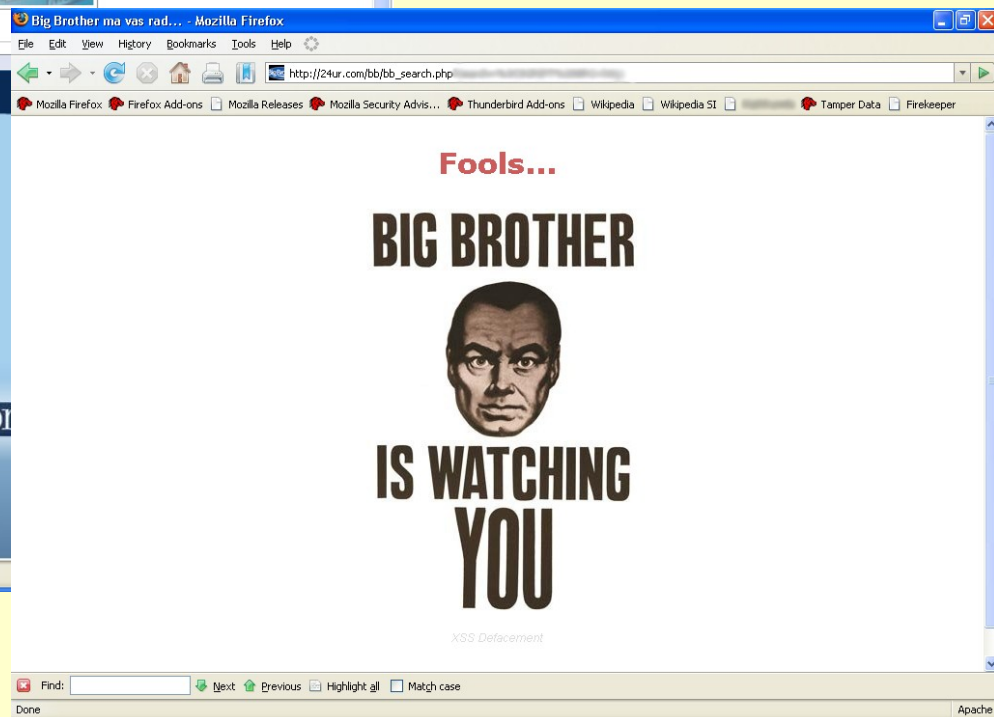 Big Brother ma vas rad... - Mozilla Firefox
File Edit View History Bookmarks Tools Help
http://24ur.com/bb/bb_search.php
Mozilla Firefox Firefox Add-ons Mozilla Releases Mozilla Security Advis... Thunderbird Add-ons Wikipedia Wikipedia SI Tamper Data Firekeeper
Fools...
BIG BROTHER
IS WATCHING
YOU
XSS Defacement
Find: Next Previous Highlight all Match case
Done Apache